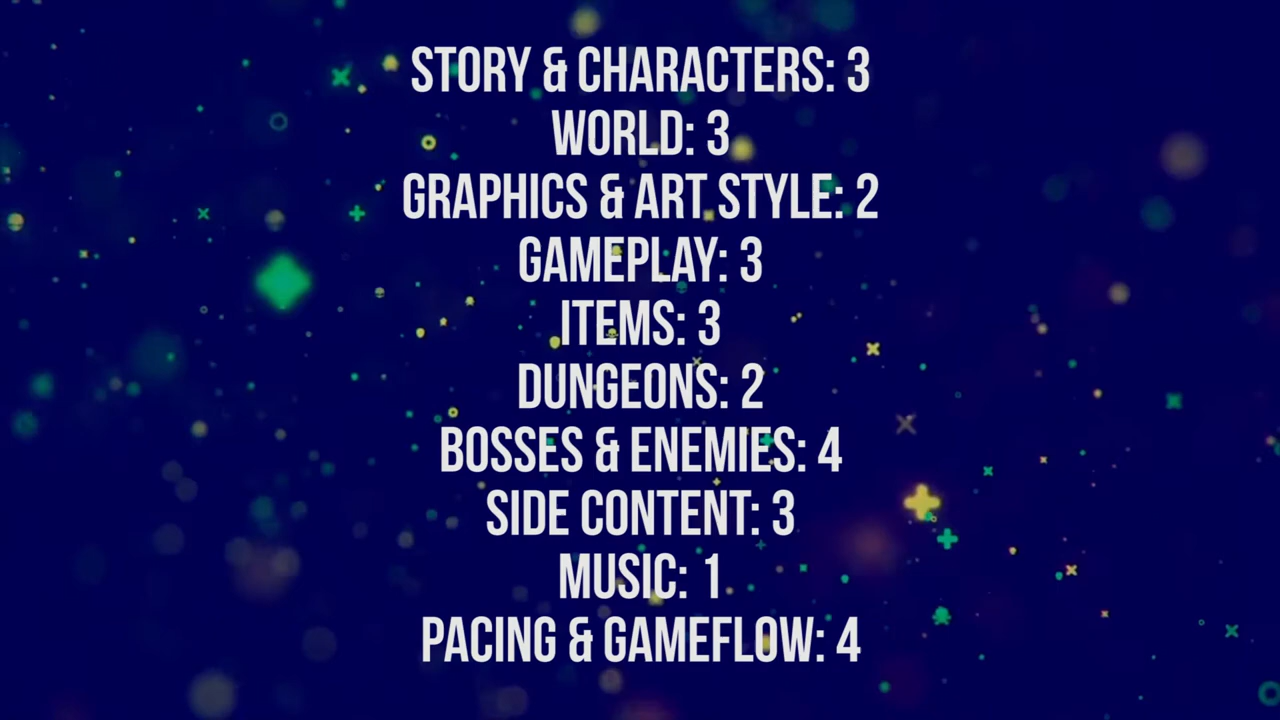 STORY & CHARACTERS: 3
WORLD: 3
GRAPHICS & ART STYLE: 2
GAMEPLAY: 3
ITEMS: 3
DUNGEONS: 2
BOSSES & ENEMIES: 4
SIDE CONTENT: 3
MUSIC: 1
PACING & GAMEFLOW: 4